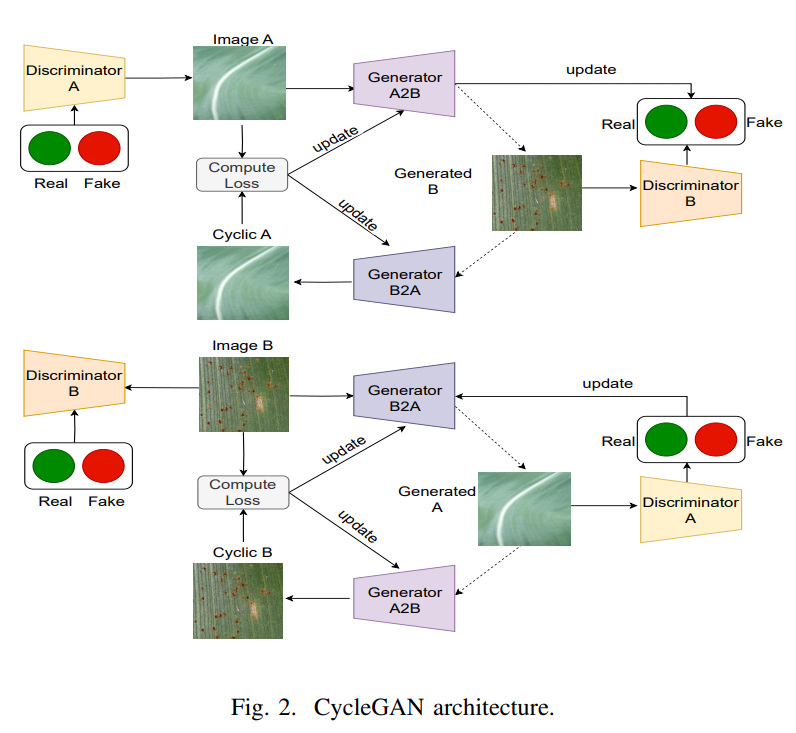 Image A
Discriminator
A
Generator
A2B
update
Real
Fake
Real Fake
update
Compute
Loss
Generated
B
Discriminator
B
update
Cyclic A
Generator
B2A
Image B
Discriminator
B
Generator
B2A
update
Real
Fake
Real Fake
update
Compute
Loss
Generated
A
Discriminator
A
update
Cyclic B
Generator
A2B
Fig. 2. CycleGAN architecture.